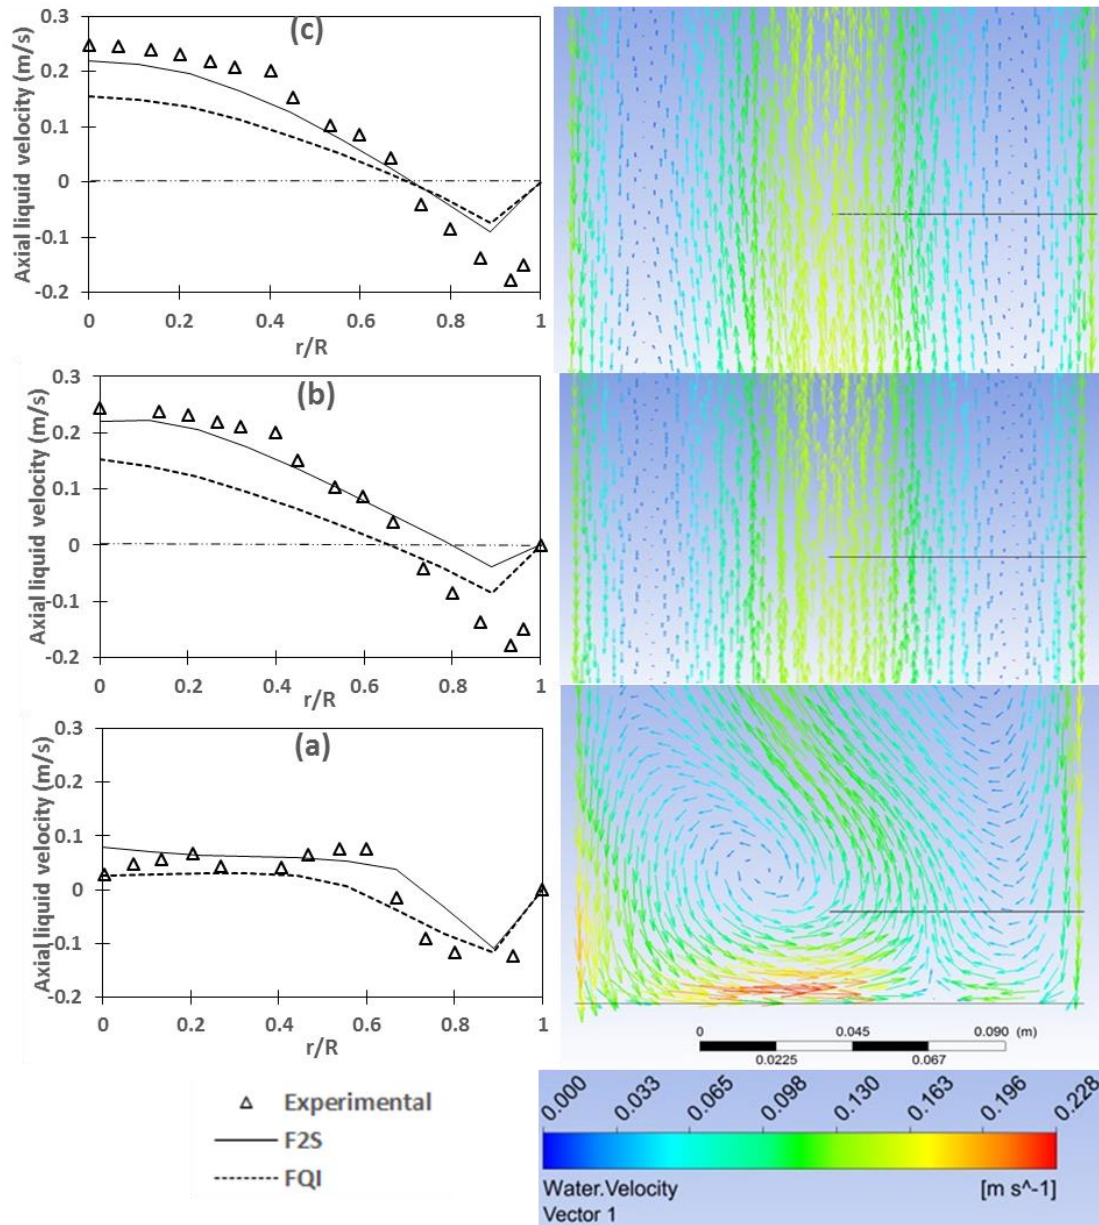 (c)
Axial liquid velocity (m/s)
0.3
0.2
0.1
0
-0.1
-0.2
0 0.2 0.4 0.6 0.8 1
r/R
(b)
Axial liquid velocity (m/s)
0.3
0.2
0.1
0
-0.1
-0.2
0 0.2 0.4 0.6 0.8 1
r/R
(a)
Axial liquid velocity (m/s)
0.3
0.2
0.1
0
-0.1
-0.2
0 0.2 0.4 0.6 0.8 1
r/R
0 0.045 0.090 (m)
0.0225 0.067
Experimental
F2S
FQI
0.000 0.033 0.065 0.098 0.130 0.163 0.196 0.228
Water.Velocity [m s^-1]
Vector 1